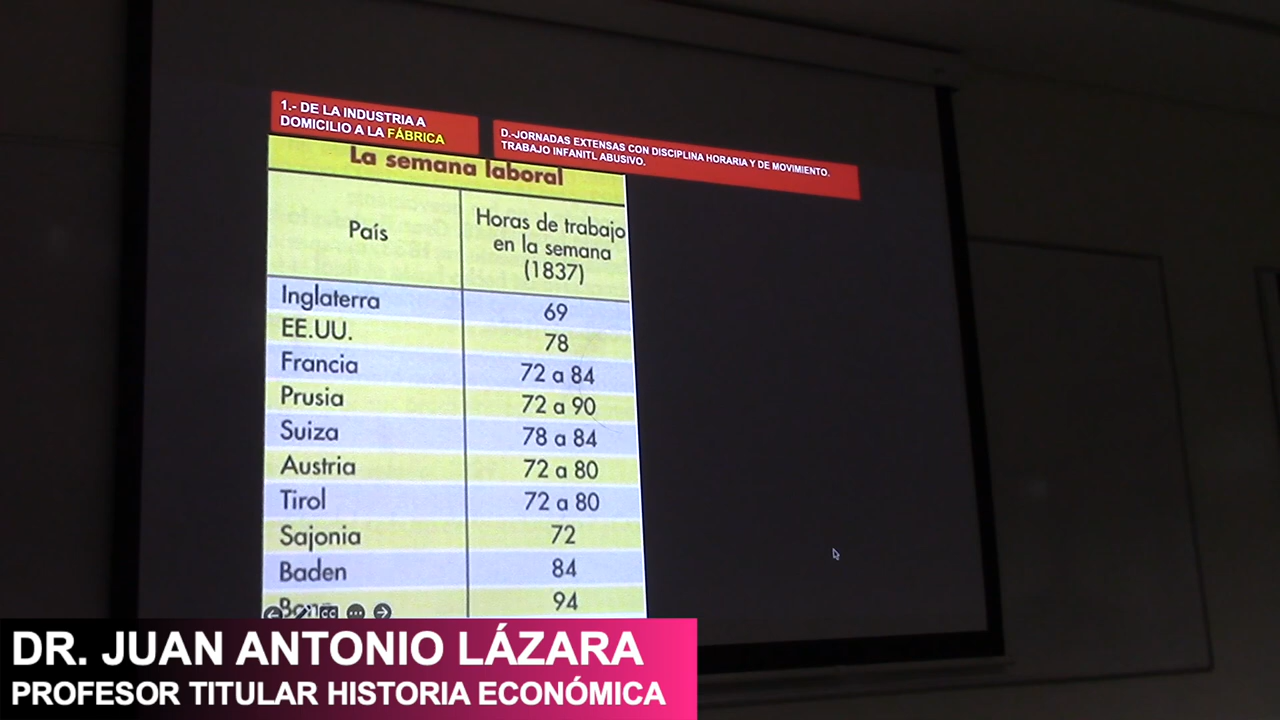 1.- DE LA INDUSTRIA A
DOMICILIO A LA FÁBRICA
D.-JORNADAS EXTENSAS CON DISCIPLINA HORARIA Y DE MOVIMIENTO.
TRABAJO INFANITL ABUSIVO.
La semana laboral
País
Horas de trabajo
en la semana
(1837)
Inglaterra 69
EE.UU. 78
Francia 72 a 84
Prusia 72 a 90
Suiza 78 a 84
Austria 72 a 80
Tirol 72 a 80
Sajonia 72
Baden 84
94
CC
DR. JUAN ANTONIO LÁZARA
PROFESOR TITULAR HISTORIA ECONÓMICA